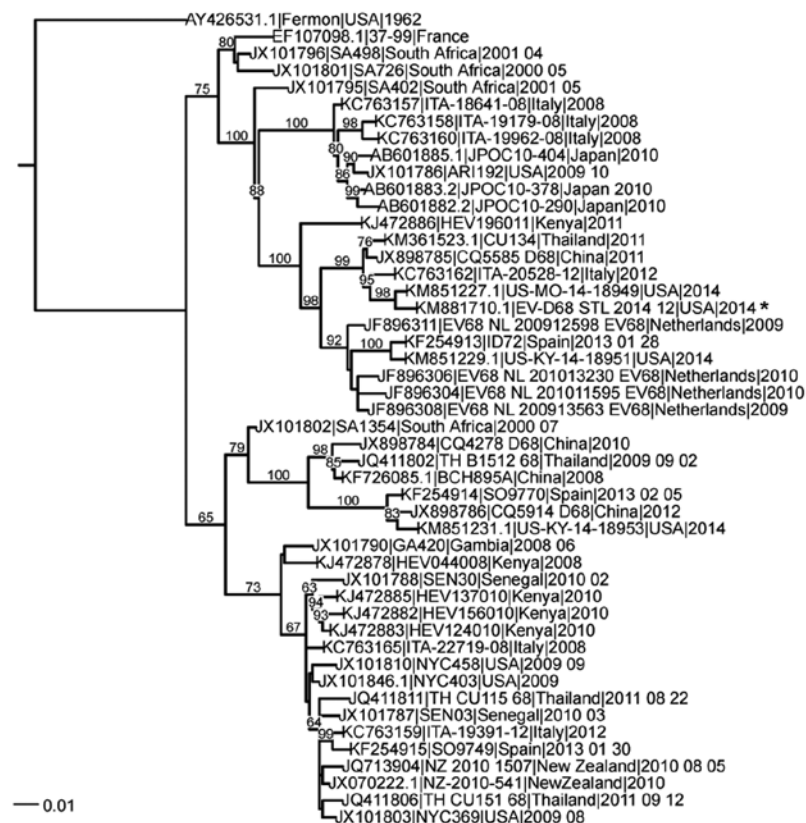 AY426531.1|Fermon|USA|1962
EF107098.1|37-99|France
80
JX101796|SA498|South Africa|2001 04
JX101801|SA726|South Africa|2000 05
75
JX101795|SA402|South Africa|2001 05
KC763157|ITA-18641-08|Italy|2008
100
KC763158|ITA-19179-08|Italy|2008
98
100
KC763160|ITA-19962-08|Italy|2008
80
90
AB601885.1|JPOC10-404|Japan|2010
86
JX101786|ARI192|USA|2009 10
88
99
AB601883.2|JPOC10-378|Japan 2010
AB601882.2|JPOC10-290|Japan|2010
KJ472886|HEV196011|Kenya|2011
76
KM361523.1|CU134|Thailand|2011
100
99
JX898785|CQ5585 D68|China|2011
95
KC763162|ITA-20528-12|Italy|2012
98
KM851227.1|US-MO-14-18949|USA|2014
98
KM881710.1|EV-D68 STL 2014 12|USA|2014 *
JF896311|EV68 NL 200912598 EV68|Netherlands|2009
92
100
KF254913|ID72|Spain|2013 01 28
KM851229.1|US-KY-14-18951|USA|2014
JF896306|EV68 NL 201013230 EV68|Netherlands|2010
JF896304|EV68 NL 201011595 EV68|Netherlands|2010
JF896308|EV68 NL 200913563 EV68|Netherlands|2009
JX101802|SA1354|South Africa|2000 07
79
98
JX898784|CQ4278 D68|China|2010
85
JQ411802|TH B1512 68|Thailand|2009 09 02
100
KF726085.1|BCH895A|China|2008
100
KF254914|SO9770|Spain|2013 02 05
83
JX898786|CQ5914 D68|China|2012
65
KM851231.1|US-KY-14-18953|USA|2014
JX101790|GA420|Gambia|2008 06
KJ472878|HEV044008|Kenya|2008
73
63
JX101788|SEN30|Senegal|2010 02
94
KJ472885|HEV137010|Kenya|2010
93
KJ472882|HEV156010|Kenya|2010
67
KJ472883|HEV124010|Kenya|2010
KC763165|ITA-22719-08|Italy|2008
JX101810|NYC458|USA|2009 09
JX101846.1|NYC403|USA|2009
JQ411811|TH CU115 68|Thailand|2011 08 22
64
JX101787|SEN03|Senegal|2010 03
99
KC763159|ITA-19391-12|Italy|2012
KF254915|SO9749|Spain|2013 01 30
JQ713904|NZ 2010 1507|New Zealand|2010 08 05
JX070222.1|NZ-2010-541|NewZealand|2010
0.01
JQ411806|TH CU151 68|Thailand|2011 09 12
JX101803|NYC369|USA|2009 08